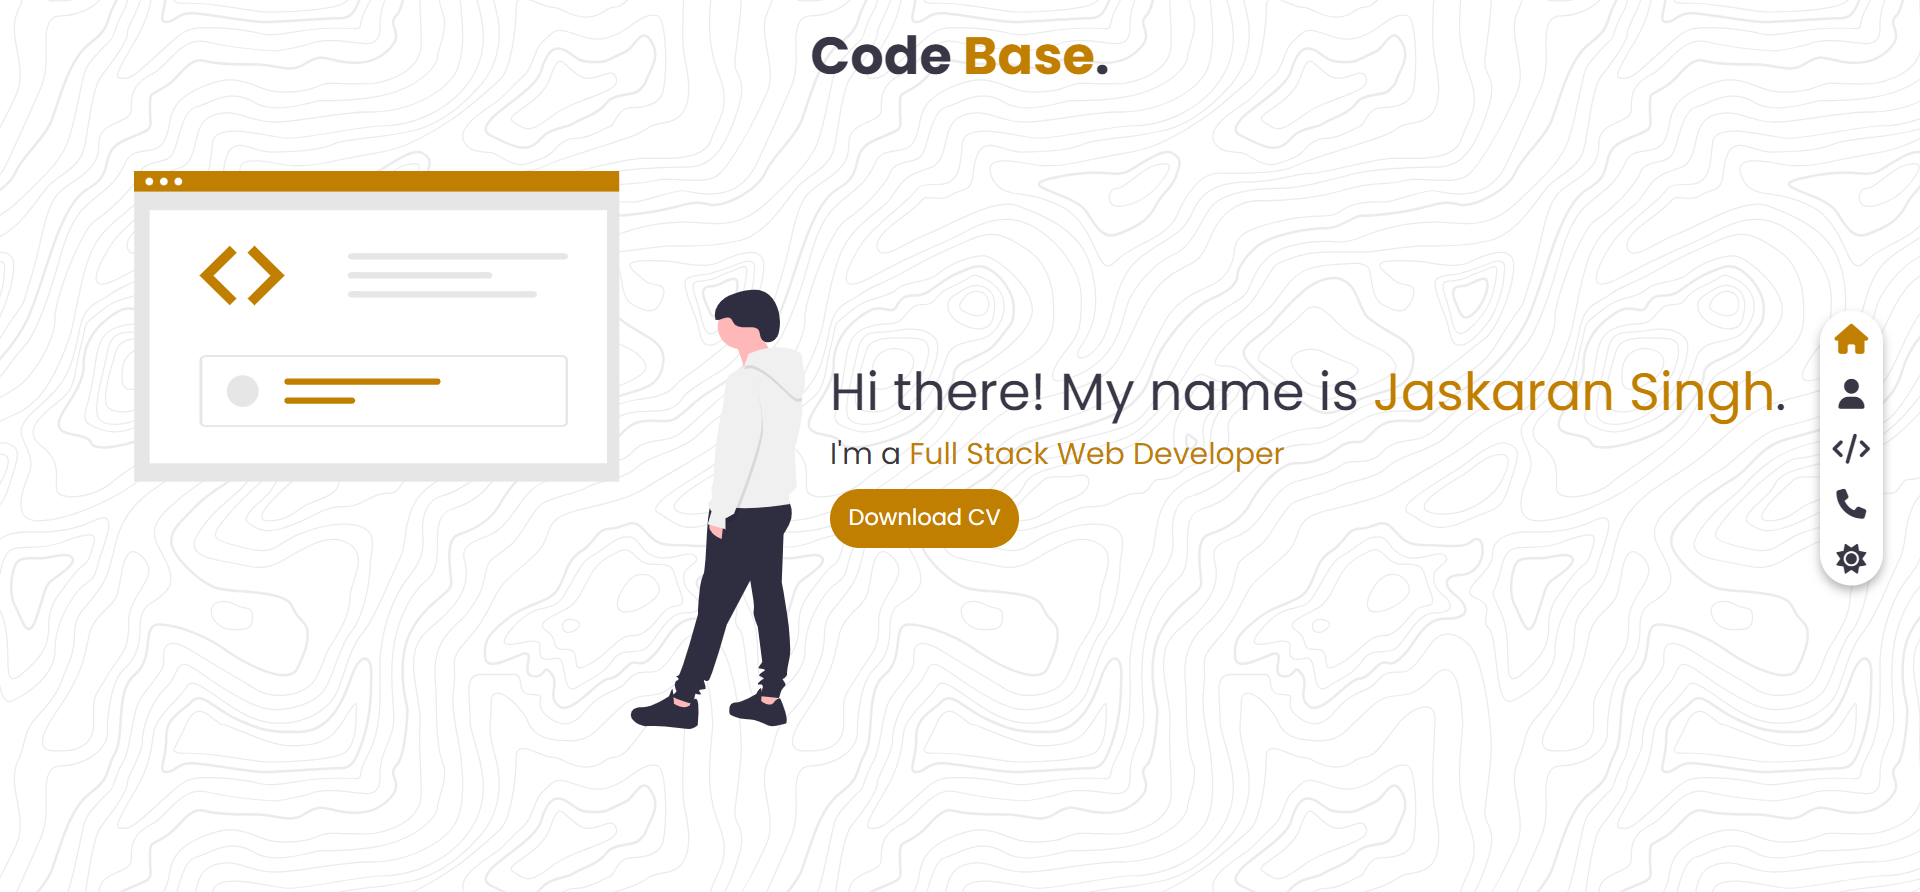 Code Base.
Hi there! My name is Jaskaran Singh.
I'm a Full Stack Web Developer
Download CV